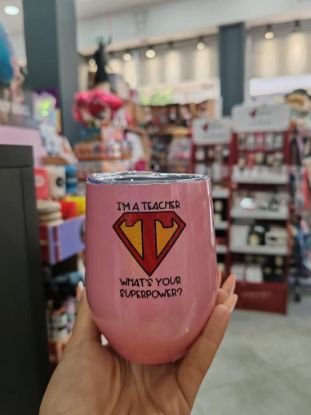 I'M A TEACHER
T
WHAT'S YOUR
SUPERPOWER?